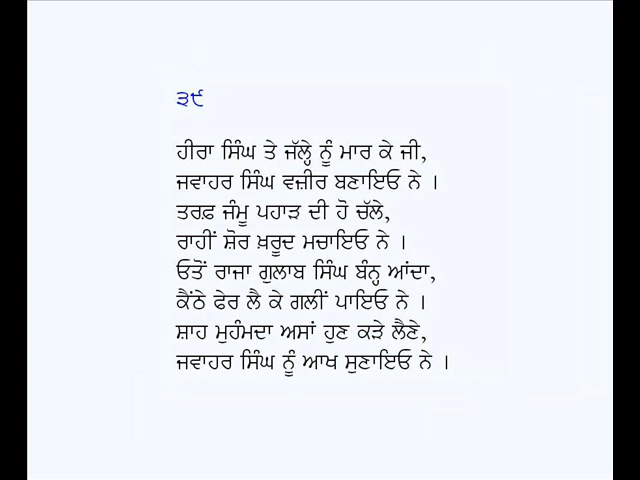 ੩੯
ਹੀਰਾ ਸਿੰਘ ਤੇ ਜੱਲ੍ਹੇ ਨੂੰ ਮਾਰ ਕੇ ਜੀ,
ਜਵਾਹਰ ਸਿੰਘ ਵਜ਼ੀਰ ਬਣਾਇਓ ਨੇ ।
ਤਰਫ਼ ਜੰਮੂ ਪਹਾੜ ਦੀ ਹੋ ਚੱਲੇ,
ਰਾਹੀਂ ਸ਼ੋਰ ਖ਼ਰੂਦ ਮਚਾਇਓ ਨੇ ।
ਓਤੋਂ ਰਾਜਾ ਗੁਲਾਬ ਸਿੰਘ ਬੰਨ੍ਹ ਆਂਦਾ,
ਕੈਂਠੇ ਫੇਰ ਲੈ ਕੇ ਗਲੀਂ ਪਾਇਓ ਨੇ ।
ਸ਼ਾਹ ਮੁਹੰਮਦਾ ਅਸਾਂ ਹੁਣ ਕੜੇ ਲੈਣੇ,
ਜਵਾਹਰ ਸਿੰਘ ਨੂੰ ਆਖ ਸੁਣਾਇਓ ਨੇ ।